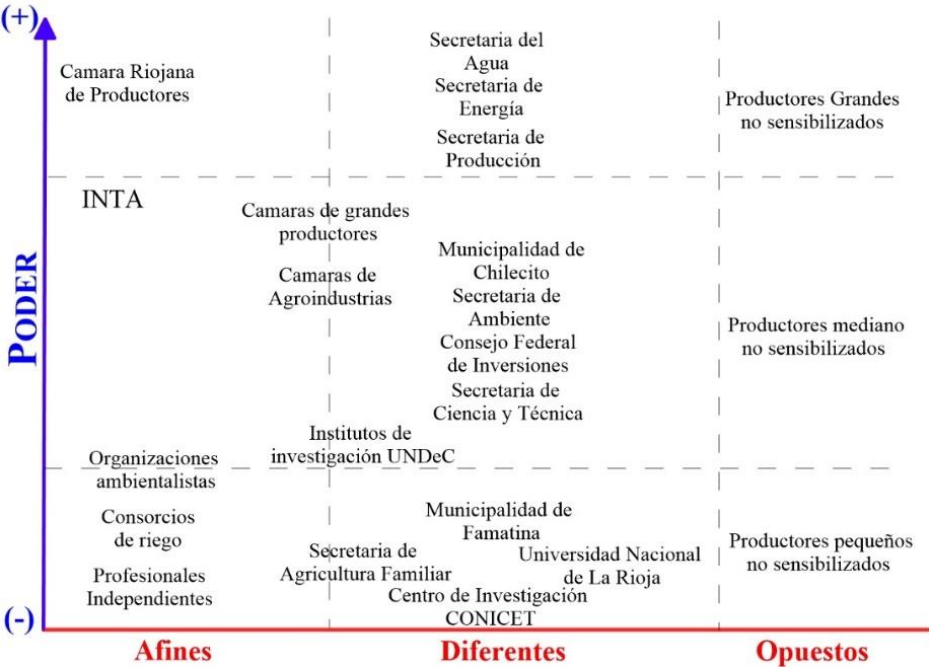 (+)
Camara Riojana
de Productores
Secretaria del
Agua
Secretaria de
Energía
Secretaria de
Producción
Productores Grandes
no sensibilizados
INTA
Camaras de grandes
productores
Camaras de
Agroindustrias
Municipalidad de
Chilecito
Secretaria de
Ambiente
Consejo Federal
de Inversiones
Secretaria de
Ciencia y Técnica
Productores mediano
no sensibilizados
PODER
Institutos de
investigación UNDeC
Organizaciones
ambientalistas
Consorcios
de riego
Profesionales
Independientes
Secretaria de
Agricultura Familiar
Municipalidad de
Famatina
Universidad Nacional
de La Rioja
Centro de Investigación
CONICET
Productores pequeños
no sensibilizados
(-)
Afines
Diferentes
Opuestos